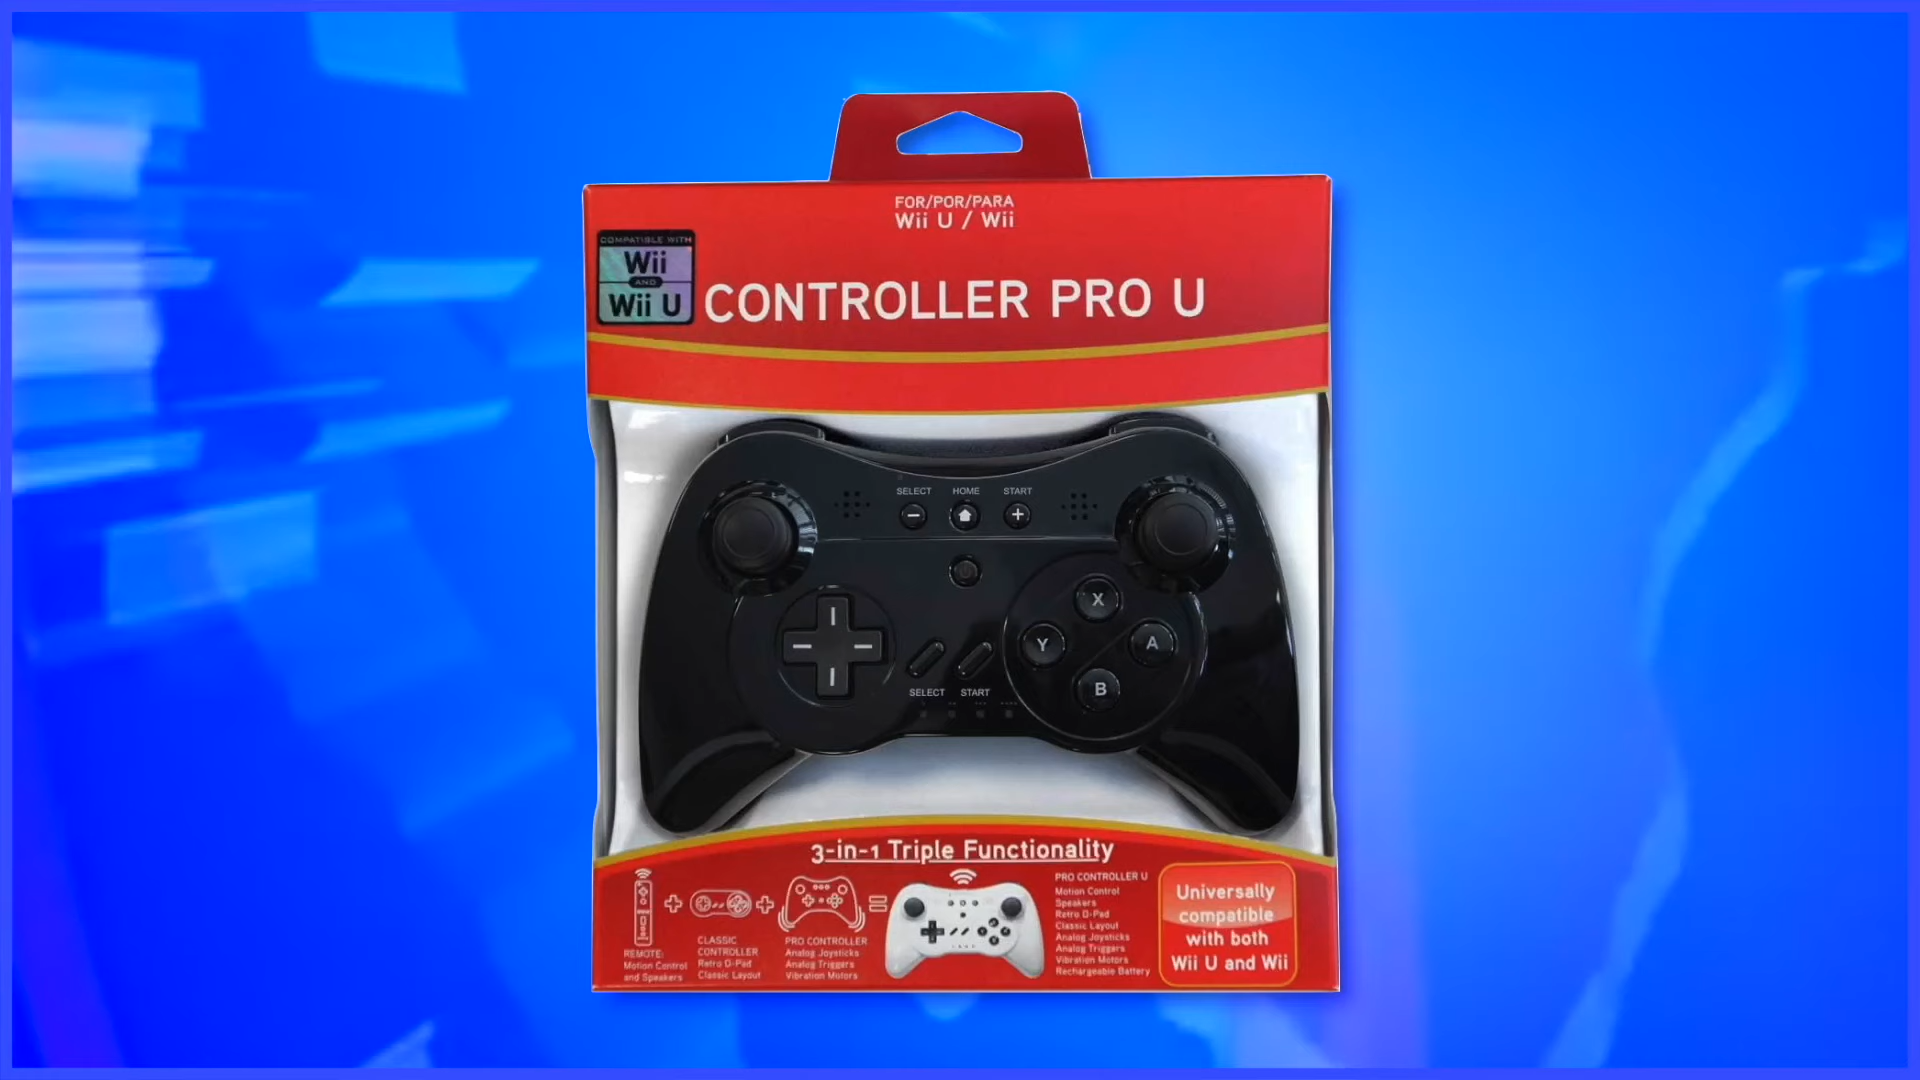 FOR/POR/PARA
Wii U / Wii
COMPATIBLE WITH
Wii
AND
Wii U
CONTROLLER PRO U
SELECT
HOME
START
X
Y
A
B
SELECT
START
3-in-1 Triple Functionality
REMOTE:
Motion Control
and Speakers
CLASSIC
CONTROLLER
Retro D-Pad
Classic Layout
PRO CONTROLLER
Analog Joysticks
Analog Triggers
Vibration Motors
PRO CONTROLLER U
Motion Control
Speakers
Retro D-Pad
Classic Layout
Analog Joysticks
Analog Triggers
Vibration Motors
Rechargeable Battery
Universally
compatible
with both
Wii U and Wii